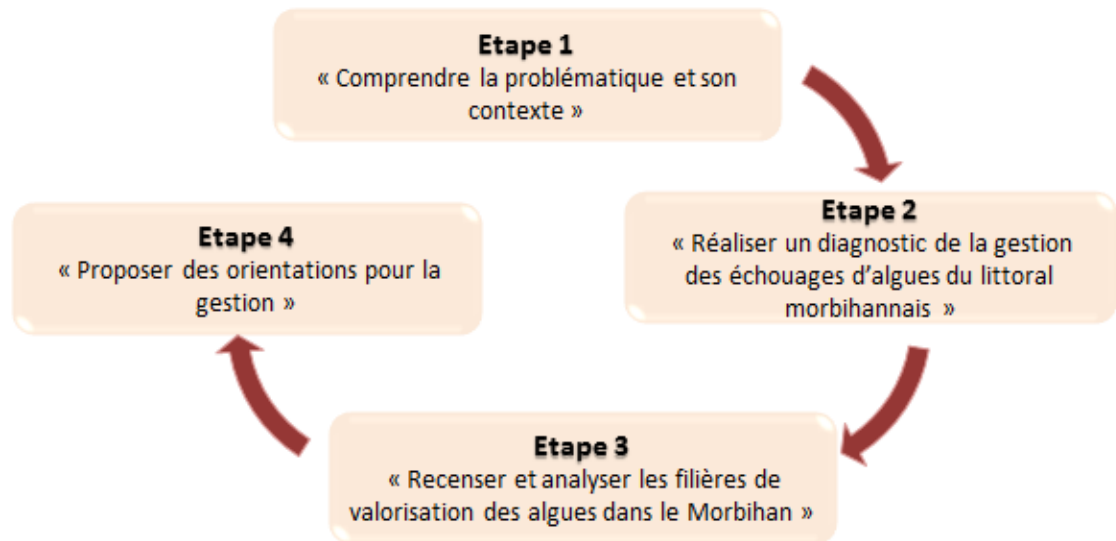 Etape 1
« Comprendre la problématique et son
contexte »
Etape 2
« Réaliser un diagnostic de la gestion
des échouages d'algues du littoral
morbihannais »
Etape 3
« Recenser et analyser les filières de
valorisation des algues dans le Morbihan »
Etape 4
« Proposer des orientations pour la
gestion »